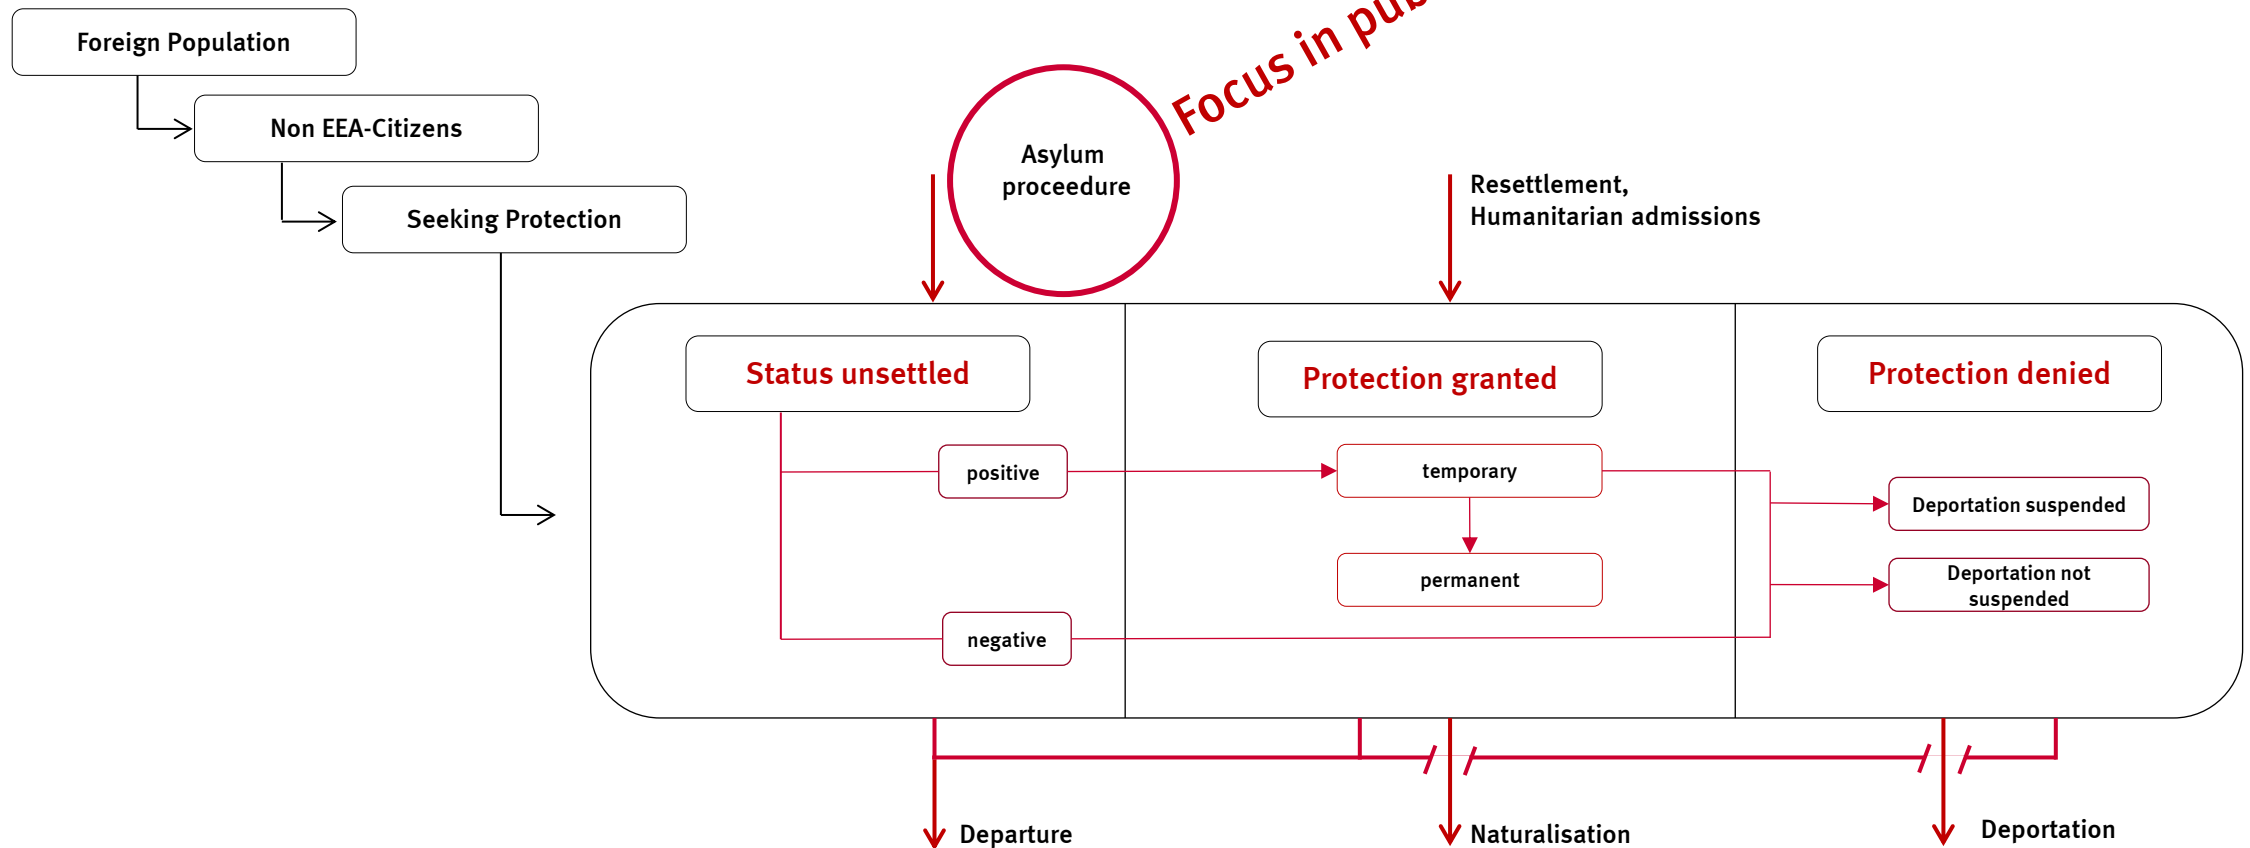 Foreign Population
Non EEA-Citizens
Seeking Protection
Focus in
Asylum
proceedure
Resettlement,
Humanitarian admissions
Status unsettled
Protection granted
Protection denied
positive
temporary
Deportation suspended
permanent
Deportation not
suspended
negative
Departure
Naturalisation
Deportation